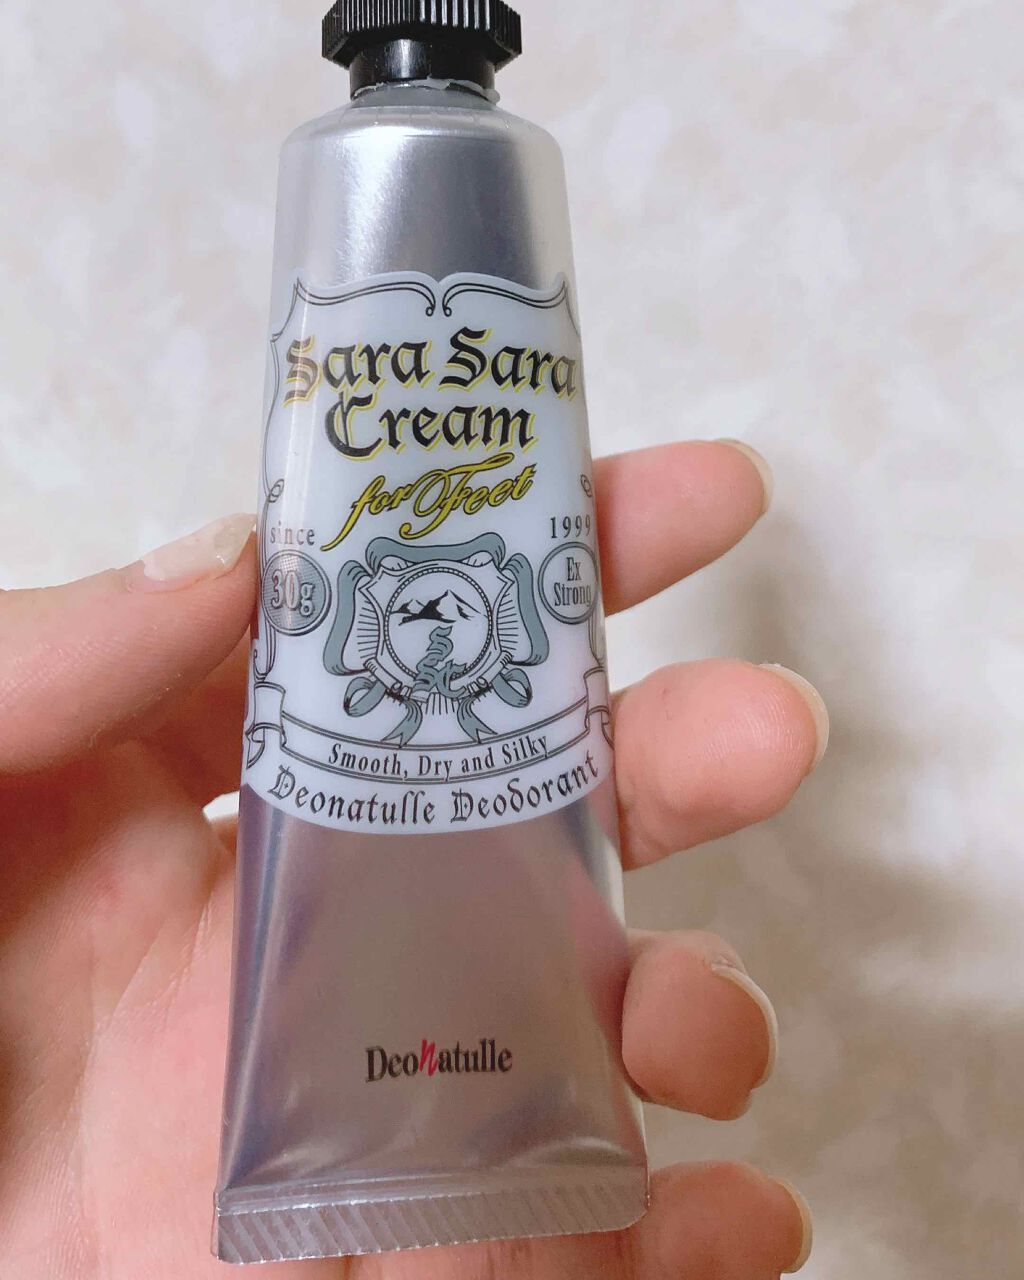 Sara Sara
Cream
for Feet
since 1999
30g
Ex
Strong
Smooth, Dry and Silky
Deonatulle Deodorant
Deonatulle